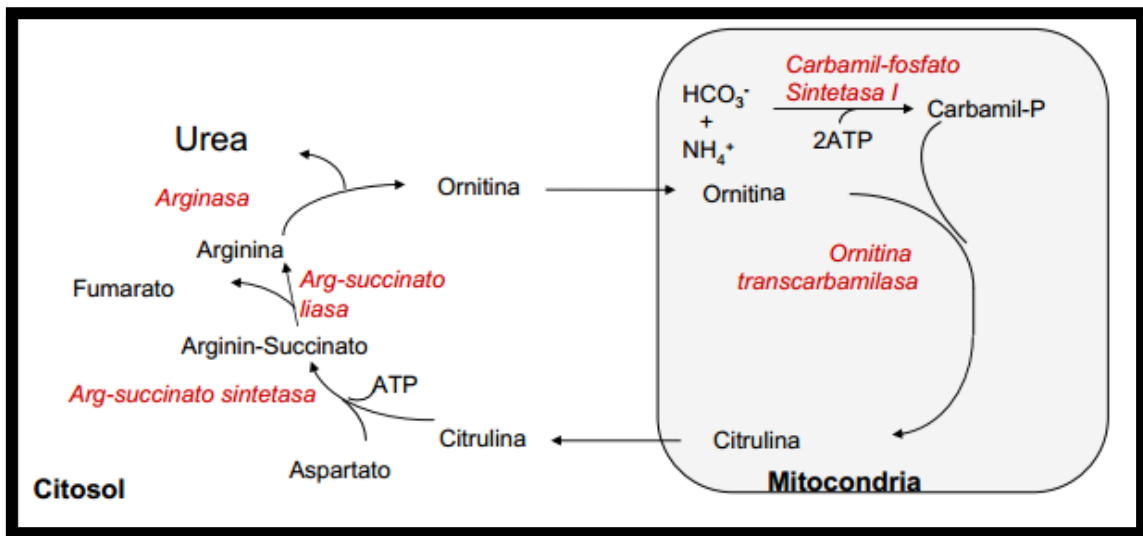 Carbamil-fosfato
Sintetasa I
HCO₃⁻
+
NH₄⁺
2ATP
Carbamil-P
Urea
Arginasa
Ornitina
Ornitina
Arginina
Fumarato
Arg-succinato
liasa
Ornitina
transcarbamilasa
Arginin-Succinato
ATP
Arg-succinato sintetasa
Citrulina
Citrulina
Aspartato
Citosol
Mitocondria